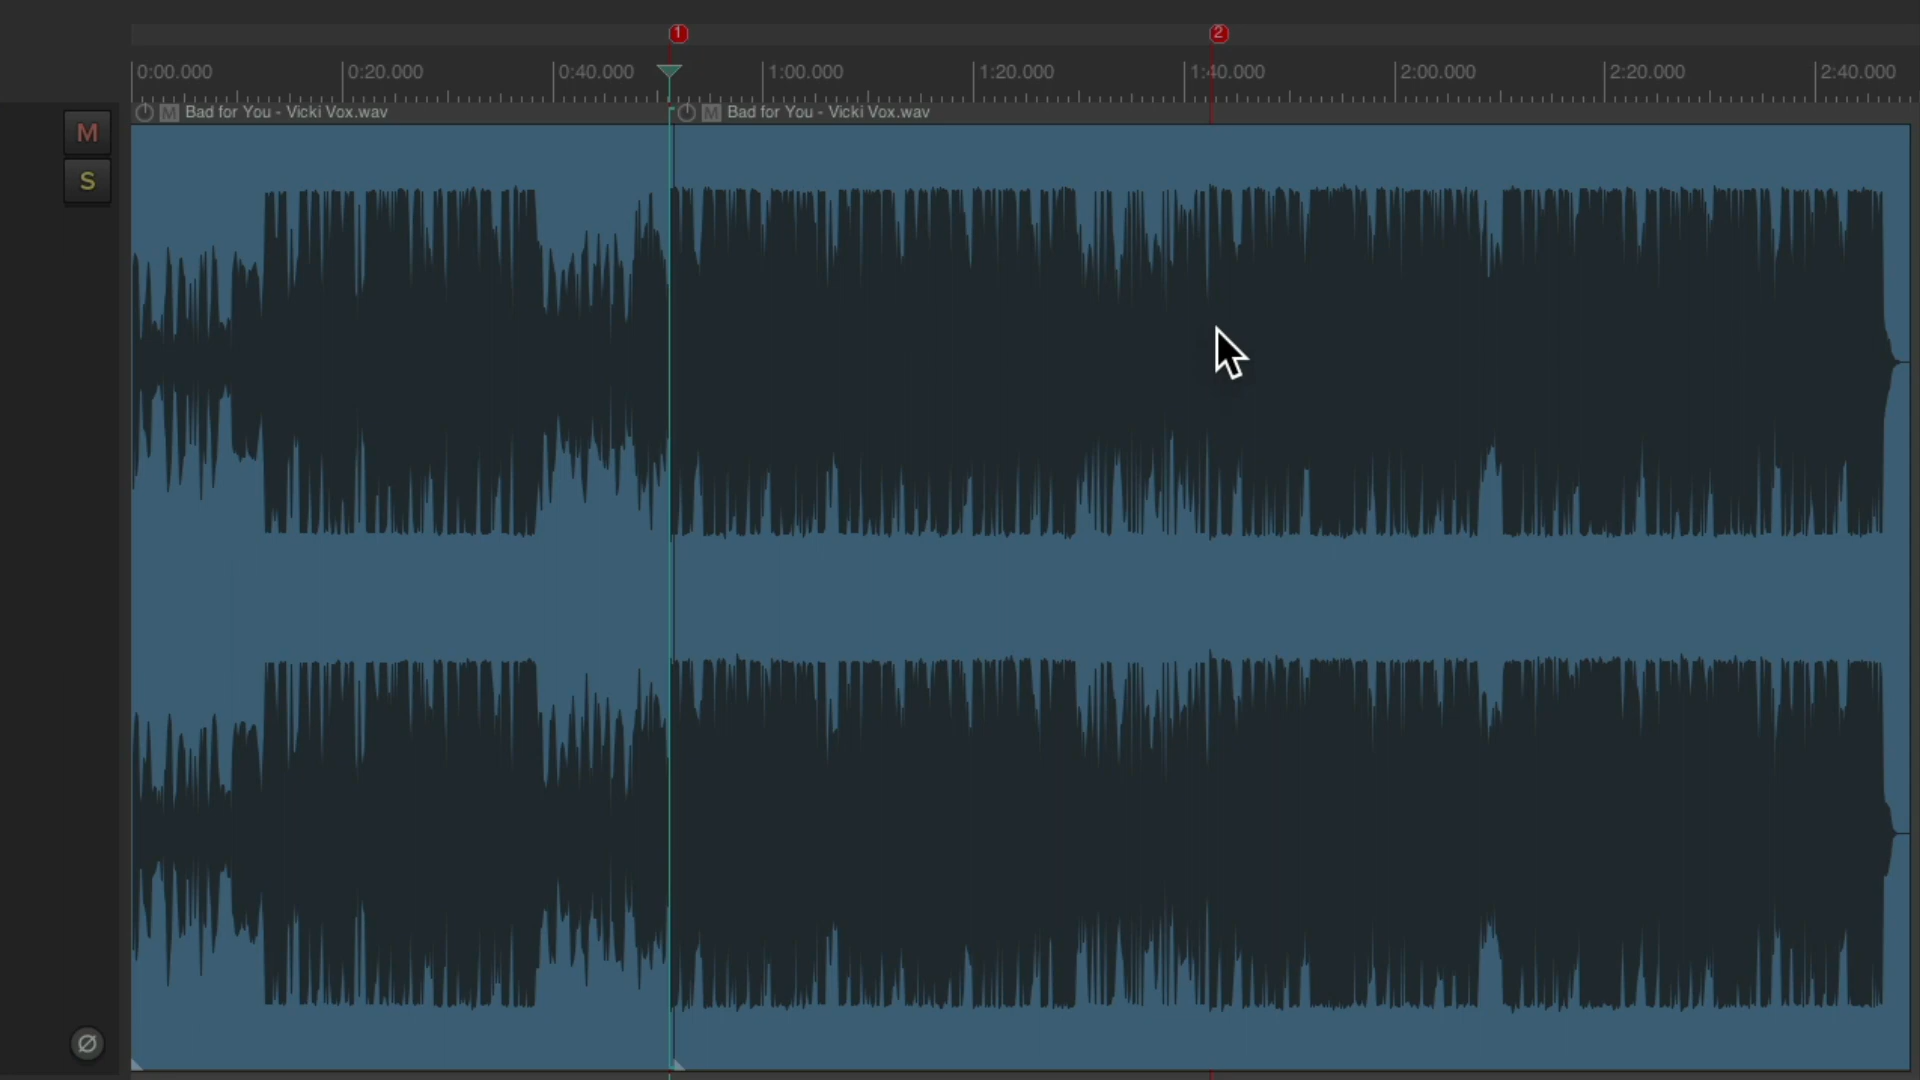 1 2
0:00.000 0:20.000 0:40.000 1:00.000 1:20.000 1:40.000 2:00.000 2:20.000 2:40.000
M Bad for You - Vicki Vox.wav M Bad for You - Vicki Vox.wav
M
S